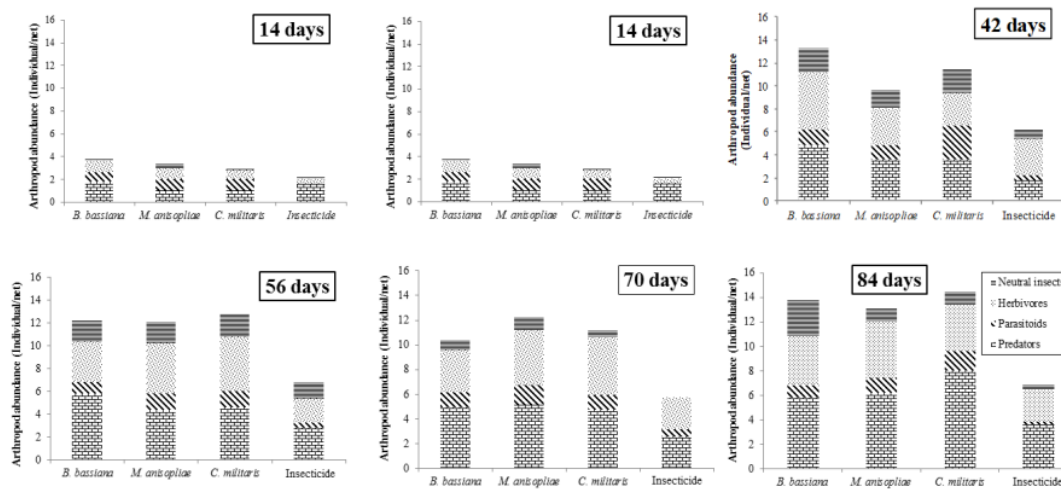 14 days
Arthropod abundance (Individual/net)
16
14
12
10
8
6
4
2
0
B. bassiana M. anisopliae C. militaris Insecticide
14 days
Arthropod abundance (Individual/net)
16
14
12
10
8
6
4
2
0
B. bassiana M. anisopliae C. militaris Insecticide
42 days
Arthropod abundance
(Individual/net)
16
14
12
10
8
6
4
2
0
B. bassiana M. anisopliae C. militaris Insecticide
56 days
Arthropod abundance (Individual/net)
16
14
12
10
8
6
4
2
0
B. bassiana M. anisopliae C. militaris Insecticide
70 days
Arthropod abundance (Individual/net)
16
14
12
10
8
6
4
2
0
B. bassiana M. anisopliae C. militaris Insecticide
84 days
Arthropod abundance (Individual/net)
16
14
12
10
8
6
4
2
0
B. bassiana M. anisopliae C. militaris Insecticide
Neutral insects
Herbivores
Parasitoids
Predators